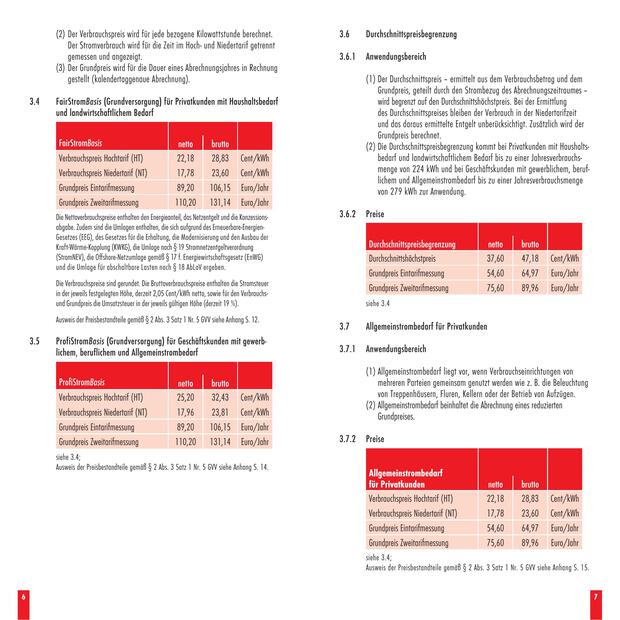 (2) Der Verbrauchspreis wird für jede bezogene Kilowattstunde berechnet.
Der Stromverbrauch wird für die Zeit im Hoch- und Niedertarif getrennt
gemessen und angezeigt.
(3) Der Grundpreis wird für die Dauer eines Abrechnungsjahres in Rechnung
gestellt (kalendertaggenaue Abrechnung).
3.4 FairStromBasis (Grundversorgung) für Privatkunden mit Haushaltsbedarf
und landwirtschaftlichem Bedarf
FairStromBasis netto brutto
Verbrauchspreis Hochtarif (HT) 22,18 28,83 Cent/kWh
Verbrauchspreis Niedertarif (NT) 17,78 23,60 Cent/kWh
Grundpreis Eintarifmessung 89,20 106,15 Euro/Jahr
Grundpreis Zweitarifmessung 110,20 131,14 Euro/Jahr
Die Nettoverbrauchspreise enthalten den Energieanteil, das Netzentgelt und die Konzessions-
abgabe. Zudem sind die Umlagen enthalten, die sich aufgrund des Erneuerbare-Energien-
Gesetzes (EEG), des Gesetzes für die Erhaltung, die Modernisierung und den Ausbau der
Kraft-Wärme-Kopplung (KWKG), die Umlage nach § 19 Stromnetzentgeltverordnung
(StromNEV), die Offshore-Netzumlage gemäß § 17 f. Energiewirtschaftsgesetz (EnWG)
und die Umlage für abschaltbare Lasten nach § 18 AbLaV ergeben.
Die Verbrauchspreise sind gerundet. Die Bruttoverbrauchspreise enthalten die Stromsteuer
in der jeweils festgelegten Höhe, derzeit 2,05 Cent/kWh netto, sowie für den Verbrauchs-
und Grundpreis die Umsatzsteuer in der jeweils gültigen Höhe (derzeit 19 %).
Ausweis der Preisbestandteile gemäß § 2 Abs. 3 Satz 1 Nr. 5 GVV siehe Anhang S. 12.
3.5 ProfiStromBasis (Grundversorgung) für Geschäftskunden mit gewerb-
lichem, beruflichem und Allgemeinstrombedarf
ProfiStromBasis netto brutto
Verbrauchspreis Hochtarif (HT) 25,20 32,43 Cent/kWh
Verbrauchspreis Niedertarif (NT) 17,96 23,81 Cent/kWh
Grundpreis Eintarifmessung 89,20 106,15 Euro/Jahr
Grundpreis Zweitarifmessung 110,20 131,14 Euro/Jahr
siehe 3.4;
Ausweis der Preisbestandteile gemäß § 2 Abs. 3 Satz 1 Nr. 5 GVV siehe Anhang S. 14.
6
3.6 Durchschnittspreisbegrenzung
3.6.1 Anwendungsbereich
(1) Der Durchschnittspreis – ermittelt aus dem Verbrauchsbetrag und dem
Grundpreis, geteilt durch den Strombezug des Abrechnungszeitraumes –
wird begrenzt auf den Durchschnittshöchstpreis. Bei der Ermittlung
des Durchschnittspreises bleiben der Verbrauch in der Niedertarifzeit
und das daraus ermittelte Entgelt unberücksichtigt. Zusätzlich wird der
Grundpreis berechnet.
(2) Die Durchschnittspreisbegrenzung kommt bei Privatkunden mit Haushalts-
bedarf und landwirtschaftlichem Bedarf bis zu einer Jahresverbrauchs-
menge von 224 kWh und bei Geschäftskunden mit gewerblichem, beruf-
lichem und Allgemeinstrombedarf bis zu einer Jahresverbrauchsmenge
von 279 kWh zur Anwendung.
3.6.2 Preise
Durchschnittspreisbegrenzung netto brutto
Durchschnittshöchstpreis 37,60 47,18 Cent/kWh
Grundpreis Eintarifmessung 54,60 64,97 Euro/Jahr
Grundpreis Zweitarifmessung 75,60 89,96 Euro/Jahr
siehe 3.4
3.7 Allgemeinstrombedarf für Privatkunden
3.7.1 Anwendungsbereich
(1) Allgemeinstrombedarf liegt vor, wenn Verbrauchseinrichtungen von
mehreren Parteien gemeinsam genutzt werden wie z. B. die Beleuchtung
von Treppenhäusern, Fluren, Kellern oder der Betrieb von Aufzügen.
(2) Allgemeinstrombedarf beinhaltet die Abrechnung eines reduzierten
Grundpreises.
3.7.2 Preise
Allgemeinstrombedarf
für Privatkunden netto brutto
Verbrauchspreis Hochtarif (HT) 22,18 28,83 Cent/kWh
Verbrauchspreis Niedertarif (NT) 17,78 23,60 Cent/kWh
Grundpreis Eintarifmessung 54,60 64,97 Euro/Jahr
Grundpreis Zweitarifmessung 75,60 89,96 Euro/Jahr
siehe 3.4;
Ausweis der Preisbestandteile gemäß § 2 Abs. 3 Satz 1 Nr. 5 GVV siehe Anhang S. 15.
7